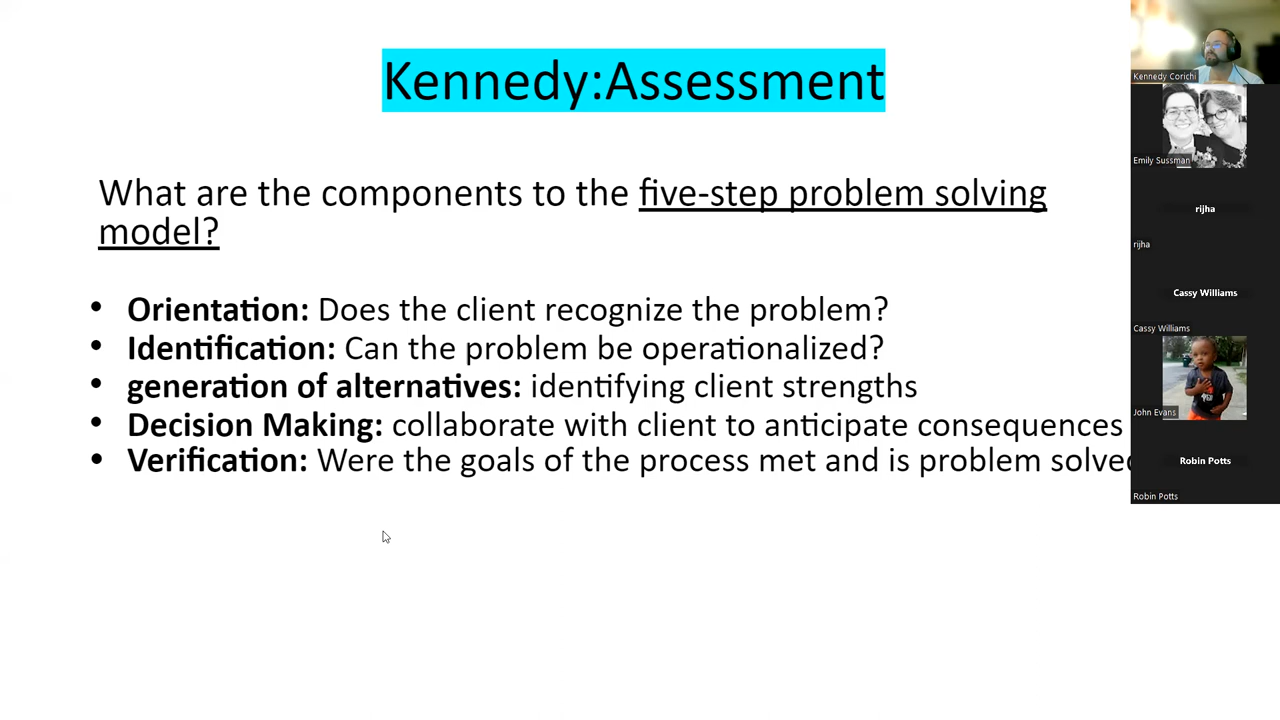 Kennedy:Assessment
What are the components to the five-step problem solving
model?
• Orientation: Does the client recognize the problem?
• Identification: Can the problem be operationalized?
• generation of alternatives: identifying client strengths
• Decision Making: collaborate with client to anticipate consequences
• Verification: Were the goals of the process met and is problem solved
Kennedy Corichi
Emily Sussman
rijha
rijha
Cassy Williams
Cassy Williams
John Evans
Robin Potts
Robin Potts